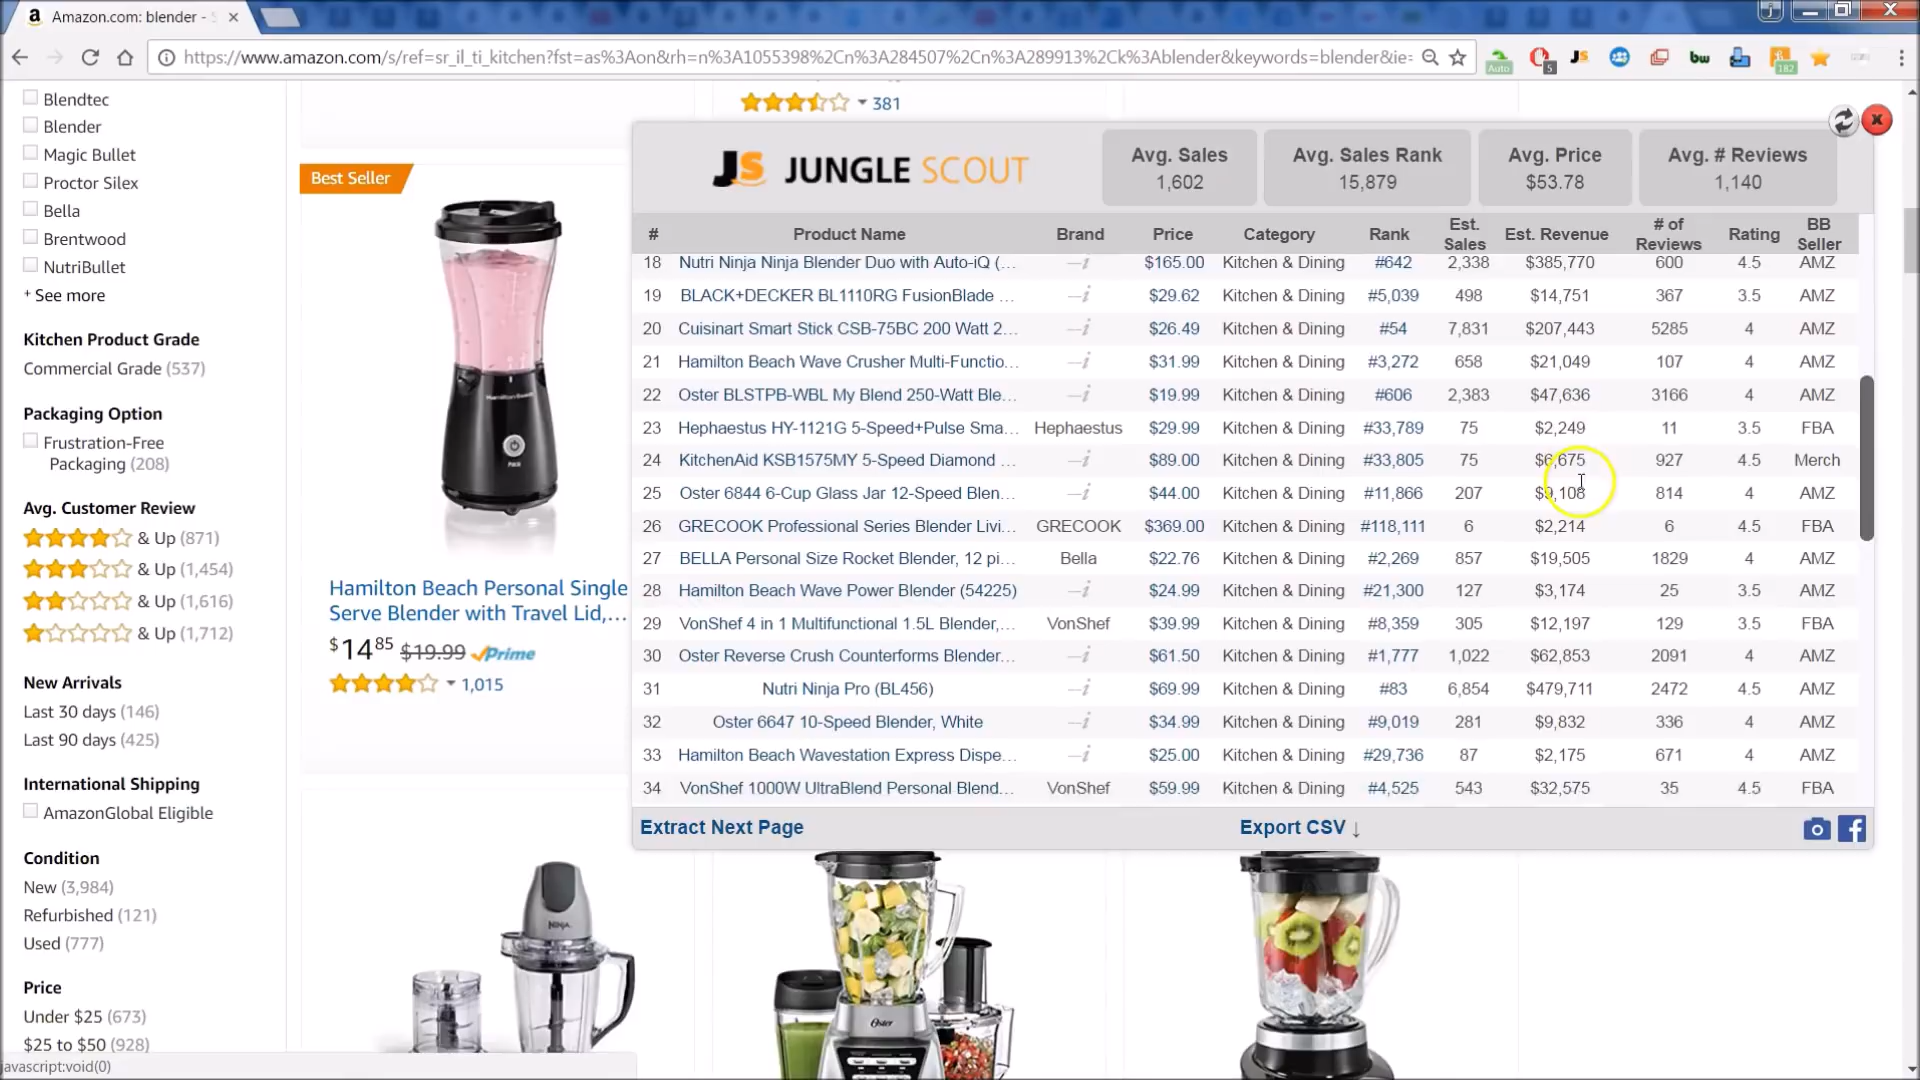 Amazon.com: blender - S
https://www.amazon.com/s/ref=sr_il_ti_kitchen?fst=as%3Aon&rh=n%3A1055398%2Cn%3A284507%2Cn%3A289913%2Ck%3Ablender&keywords=blender&ie=
Auto
5
JS
bw
182
Blendtec
Blender
Magic Bullet
Proctor Silex
Bella
Brentwood
NutriBullet
+ See more
Kitchen Product Grade
Commercial Grade (537)
Packaging Option
Frustration-Free
Packaging (208)
Avg. Customer Review
& Up (871)
& Up (1,454)
& Up (1,616)
& Up (1,712)
New Arrivals
Last 30 days (146)
Last 90 days (425)
International Shipping
AmazonGlobal Eligible
Condition
New (3,984)
Refurbished (121)
Used (777)
Price
Under $25 (673)
$25 to $50 (928)
javascript:void(0)
381
Best Seller
Hamilton Beach
Hamilton Beach Personal Single
Serve Blender with Travel Lid,...
$14 85 $19.99 Prime
1,015
NINJA
Oster
JS JUNGLE SCOUT
Avg. Sales
1,602
Avg. Sales Rank
15,879
Avg. Price
$53.78
Avg. # Reviews
1,140
# Product Name Brand Price Category Rank Est. Sales Est. Revenue # of Reviews Rating BB Seller
18 Nutri Ninja Ninja Blender Duo with Auto-iQ (... —i $165.00 Kitchen & Dining #642 2,338 $385,770 600 4.5 AMZ
19 BLACK+DECKER BL1110RG FusionBlade ... —i $29.62 Kitchen & Dining #5,039 498 $14,751 367 3.5 AMZ
20 Cuisinart Smart Stick CSB-75BC 200 Watt 2... —i $26.49 Kitchen & Dining #54 7,831 $207,443 5285 4 AMZ
21 Hamilton Beach Wave Crusher Multi-Functio... —i $31.99 Kitchen & Dining #3,272 658 $21,049 107 4 AMZ
22 Oster BLSTPB-WBL My Blend 250-Watt Ble... —i $19.99 Kitchen & Dining #606 2,383 $47,636 3166 4 AMZ
23 Hephaestus HY-1121G 5-Speed+Pulse Sma... Hephaestus $29.99 Kitchen & Dining #33,789 75 $2,249 11 3.5 FBA
24 KitchenAid KSB1575MY 5-Speed Diamond ... —i $89.00 Kitchen & Dining #33,805 75 $6,675 927 4.5 Merch
25 Oster 6844 6-Cup Glass Jar 12-Speed Blen... —i $44.00 Kitchen & Dining #11,866 207 $9,108 814 4 AMZ
26 GRECOOK Professional Series Blender Livi... GRECOOK $369.00 Kitchen & Dining #118,111 6 $2,214 6 4.5 FBA
27 BELLA Personal Size Rocket Blender, 12 pi... Bella $22.76 Kitchen & Dining #2,269 857 $19,505 1829 4 AMZ
28 Hamilton Beach Wave Power Blender (54225) —i $24.99 Kitchen & Dining #21,300 127 $3,174 25 3.5 AMZ
29 VonShef 4 in 1 Multifunctional 1.5L Blender,... VonShef $39.99 Kitchen & Dining #8,359 305 $12,197 129 3.5 FBA
30 Oster Reverse Crush Counterforms Blender... —i $61.50 Kitchen & Dining #1,777 1,022 $62,853 2091 4 AMZ
31 Nutri Ninja Pro (BL456) —i $69.99 Kitchen & Dining #83 6,854 $479,711 2472 4.5 AMZ
32 Oster 6647 10-Speed Blender, White —i $34.99 Kitchen & Dining #9,019 281 $9,832 336 4 AMZ
33 Hamilton Beach Wavestation Express Dispe... —i $25.00 Kitchen & Dining #29,736 87 $2,175 671 4 AMZ
34 VonShef 1000W UltraBlend Personal Blend... VonShef $59.99 Kitchen & Dining #4,525 543 $32,575 35 4.5 FBA
Extract Next Page
Export CSV ↓